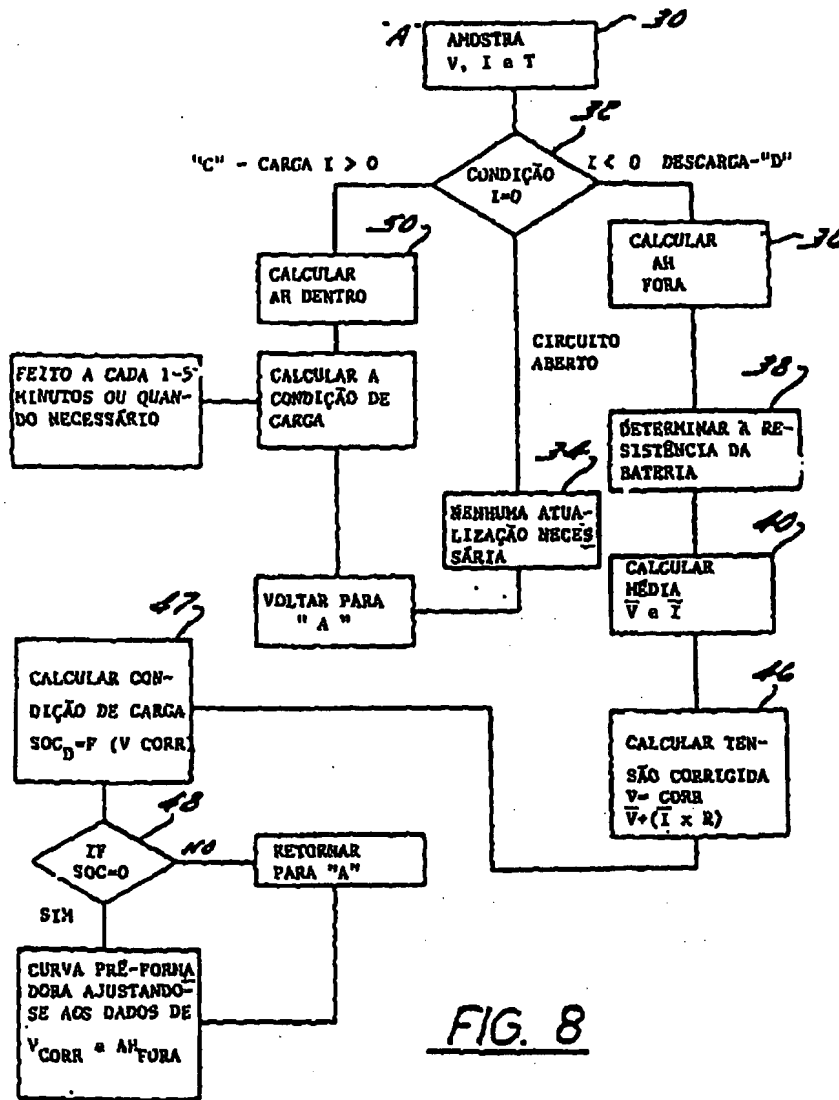 "A"
30
AMOSTRA
V, I e T
32
"C" - CARGA I > 0
CONDIÇÃO
I=0
I < 0 DESCARGA-"D"
50
CALCULAR
AH DENTRO
36
CALCULAR
AH
FORA
CIRCUITO
ABERTO
FEITO A CADA 1-5
MINUTOS OU QUAN-
DO NECESSÁRIO
CALCULAR A
CONDIÇÃO DE
CARGA
38
DETERMINAR A RE-
SISTÊNCIA DA
BATERIA
34
NENHUMA ATUA-
LIZAÇÃO NECES
SÁRIA
40
CALCULAR
MÉDIA
V̅ e I̅
VOLTAR PARA
" A "
47
CALCULAR CON-
DIÇÃO DE CARGA
SOC_D=F (V CORR)
46
CALCULAR TEN-
SÃO CORRIGIDA
V= CORR
V̅+(I̅ x R)
48
IF
SOC=0
NO
RETORNAR
PARA "A"
SIM
CURVA PRÉ-FORMA
DORA AJUSTANDO-
SE AOS DADOS DE
V_CORR e AH_FORA
FIG. 8